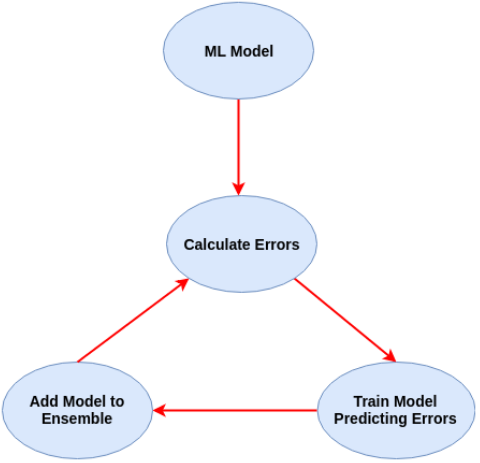 ML Model
Calculate Errors
Add Model to
Ensemble
Train Model
Predicting Errors